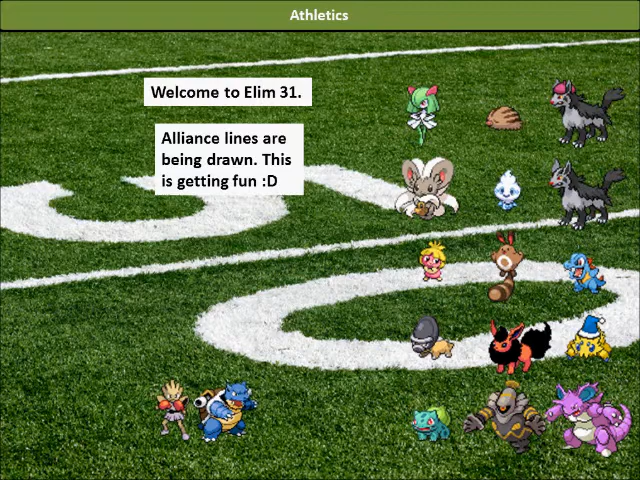 Athletics
Welcome to Elim 31.
Alliance lines are
being drawn. This
is getting fun :D